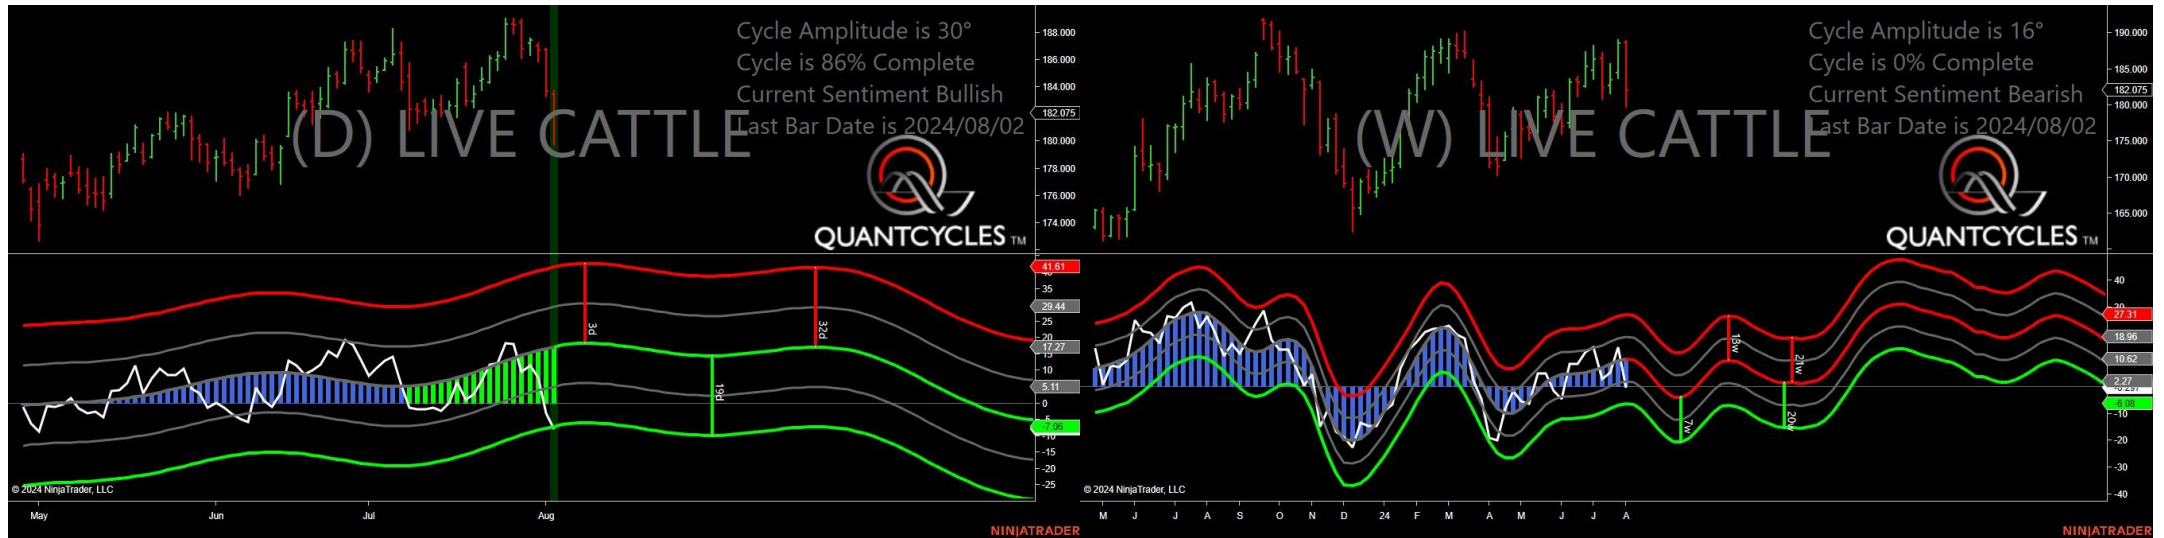 Cycle Amplitude is 30°
Cycle is 86% Complete
Current Sentiment Bullish
Last Bar Date is 2024/08/02
(D) LIVE CATTLE
QUANTCYCLES TM
188.000
186.000
184.000
182.075
180.000
178.000
176.000
174.000
41.61
40
35
29.44
25
20
17.27
15
10
5.11
0
-5
-7.06
-10
-15
-20
-25
3d
32d
19d
© 2024 NinjaTrader, LLC
May Jun Jul Aug
NINJATRADER
Cycle Amplitude is 16°
Cycle is 0% Complete
Current Sentiment Bearish
Last Bar Date is 2024/08/02
(W) LIVE CATTLE
QUANTCYCLES TM
190.000
185.000
182.075
180.000
175.000
170.000
165.000
40
30
27.31
18.96
10.62
2.27
-6.08
-10
-20
-30
-40
18w
21w
7w
20w
© 2024 NinjaTrader, LLC
M J J A S O N D 24 F M A M J J A
NINJATRADER